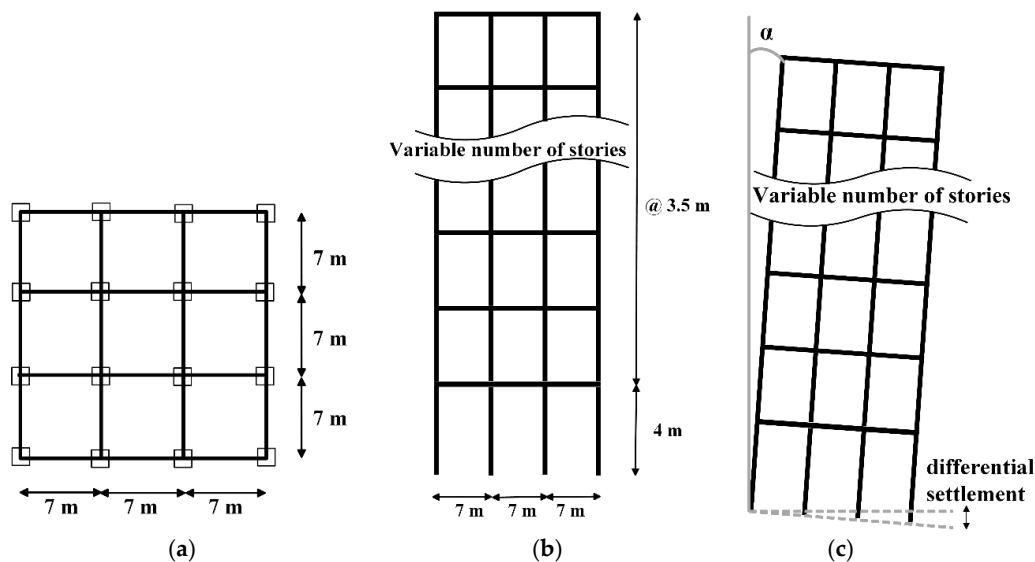 7 m
7 m
7 m
7 m 7 m 7 m
(a)
Variable number of stories
@ 3.5 m
4 m
7 m 7 m 7 m
(b)
α
Variable number of stories
differential
settlement
(c)